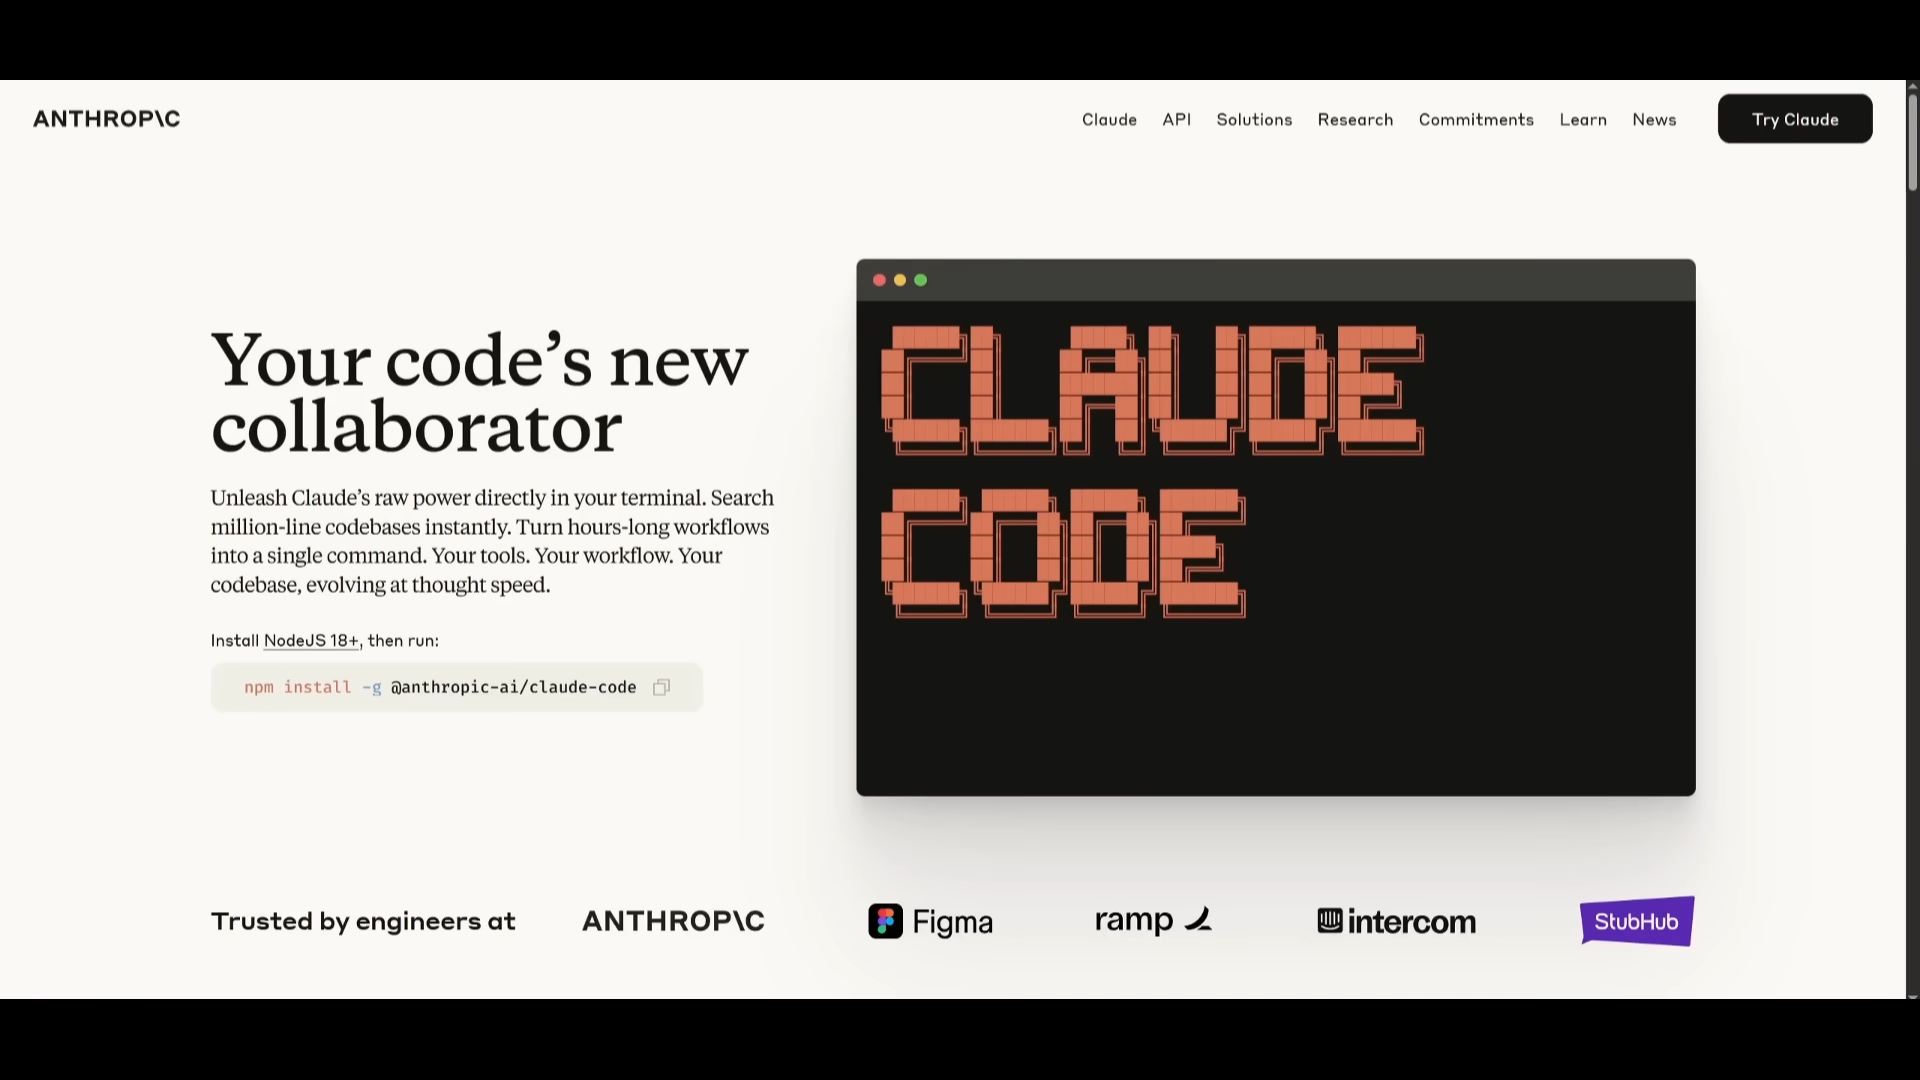 ANTHROP\C
Claude API Solutions Research Commitments Learn News Try Claude
Your code’s new
collaborator
Unleash Claude’s raw power directly in your terminal. Search
million-line codebases instantly. Turn hours-long workflows
into a single command. Your tools. Your workflow. Your
codebase, evolving at thought speed.
Install NodeJS 18+, then run:
npm install -g @anthropic-ai/claude-code
CLAUDE
CODE
Trusted by engineers at ANTHROP\C Figma ramp intercom StubHub